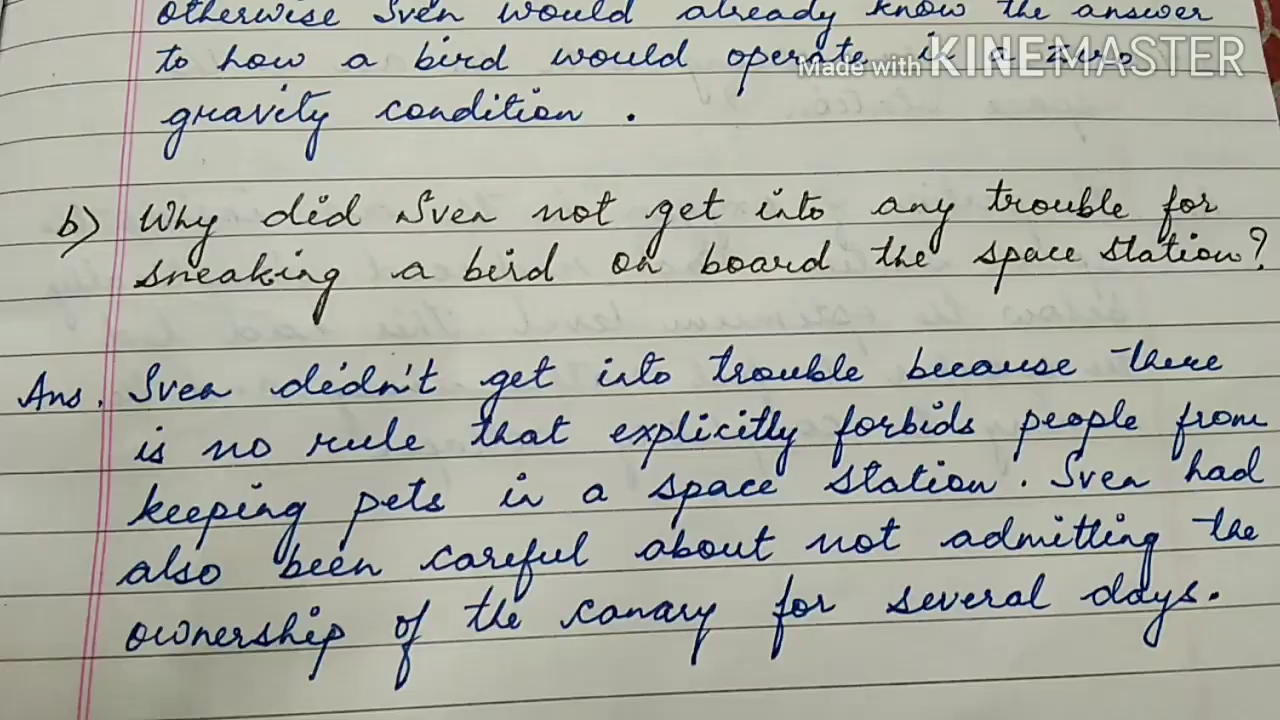 otherwise Sven would already know the answer
to how a bird would operate in a zero
Made with KINEMASTER
gravity condition .
b) Why did Sven not get into any trouble for
sneaking a bird on board the space station?
Ans. Sven didn't get into trouble because there
is no rule that explicitly forbids people from
keeping pets in a space station. Sven had
also been careful about not admitting the
ownership of the canary for several days.